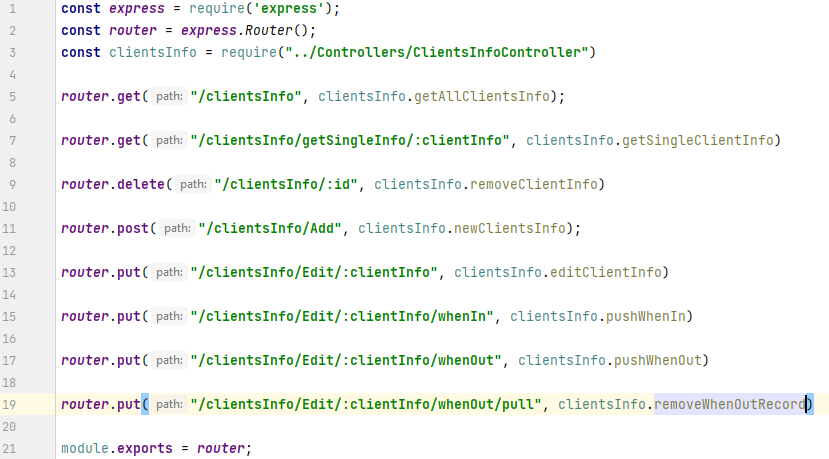 1 const express = require('express');
2 const router = express.Router();
3 const clientsInfo = require("../Controllers/ClientsInfoController")
4
5 router.get( path: "/clientsInfo", clientsInfo.getAllClientsInfo);
6
7 router.get( path: "/clientsInfo/getSingleInfo/:clientInfo", clientsInfo.getSingleClientInfo)
8
9 router.delete( path: "/clientsInfo/:id", clientsInfo.removeClientInfo)
10
11 router.post( path: "/clientsInfo/Add", clientsInfo.newClientsInfo);
12
13 router.put( path: "/clientsInfo/Edit/:clientInfo", clientsInfo.editClientInfo)
14
15 router.put( path: "/clientsInfo/Edit/:clientInfo/whenIn", clientsInfo.pushWhenIn)
16
17 router.put( path: "/clientsInfo/Edit/:clientInfo/whenOut", clientsInfo.pushWhenOut)
18
19 router.put( path: "/clientsInfo/Edit/:clientInfo/whenOut/pull", clientsInfo.removeWhenOutRecord)
20
21 module.exports = router;